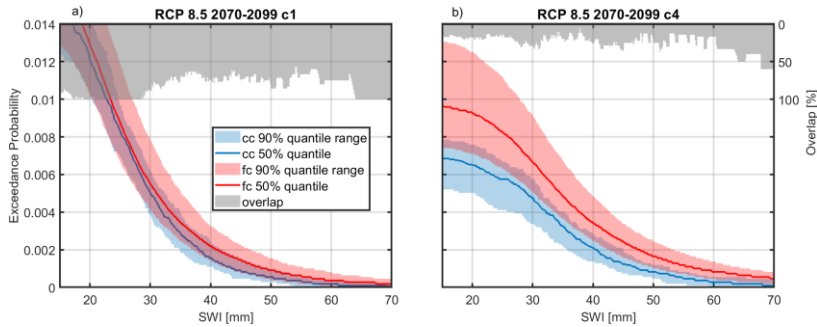 a)
RCP 8.5 2070-2099 c1
b)
RCP 8.5 2070-2099 c4
Exceedance Probability
0.014
0.012
0.01
0.008
0.006
0.004
0.002
0
20 30 40 50 60 70
SWI [mm]
cc 90% quantile range
cc 50% quantile
fc 90% quantile range
fc 50% quantile
overlap
20 30 40 50 60 70
SWI [mm]
0
50
100
Overlap [%]